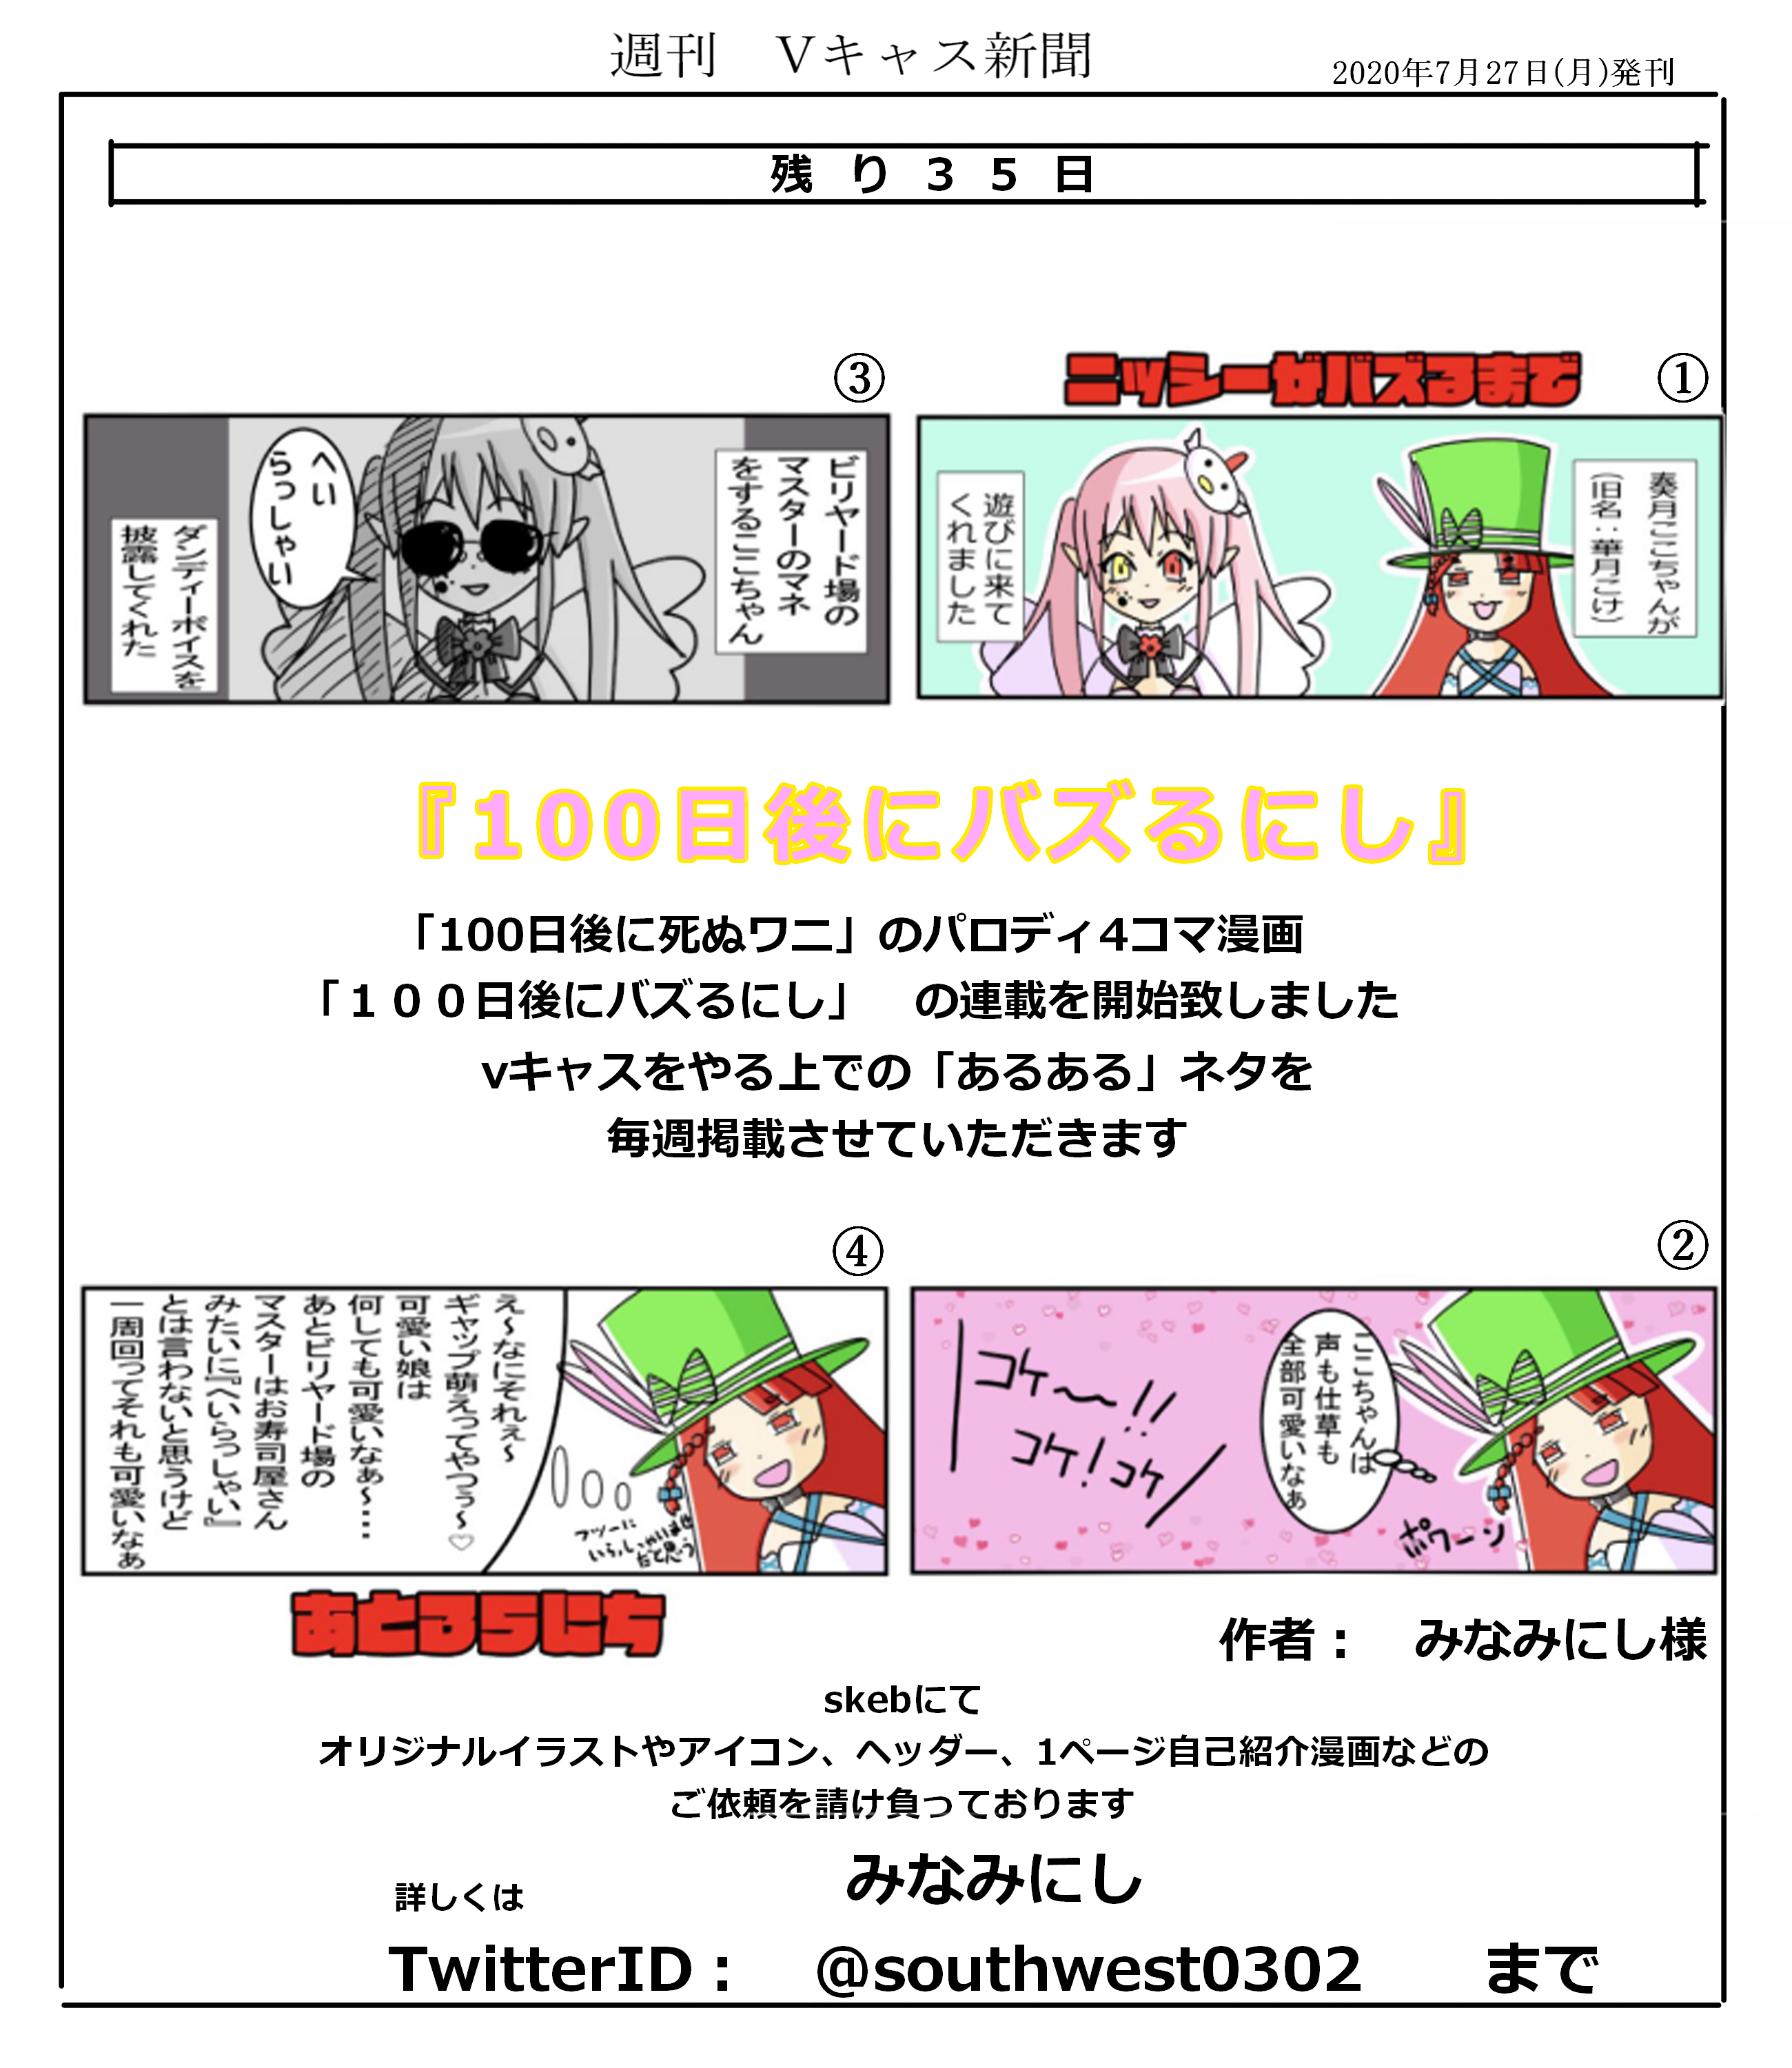 週刊　Vキャス新聞
2020年7月27日(月)発刊
残り35日
①
ニッシーがバズるまで
奏月ここちゃんが
(旧名:華月こけ)
遊びに来て
くれました
②
ここちゃんは
声も仕草も
全部可愛いなぁ
ポワーン
コケ〜〜!!
コケ!コケ
③
ビリヤード場の
マスターのマネ
をするここちゃん
へい
らっしゃい
ダンディーボイスを
披露してくれた
『100日後にバズるにし』
「100日後に死ぬワニ」のパロディ4コマ漫画
「１００日後にバズるにし」　の連載を開始致しました
vキャスをやる上での「あるある」ネタを
毎週掲載させていただきます
④
え〜なにそれぇ〜
ギャップ萌えってやつぅ〜♡
可愛い娘は
何しても可愛いなぁ〜…
あとビリヤード場の
マスターはお寿司屋さん
みたいに『へいらっしゃい』
とは言わないと思うけど
一周回ってそれも可愛いなぁ
フツーに
いらっしゃいませ
だと思う
あと35にち
作者：　みなみにし様
skebにて
オリジナルイラストやアイコン、ヘッダー、1ページ自己紹介漫画などの
ご依頼を請け負っております
みなみにし
詳しくは
TwitterID：　@southwest0302　　まで